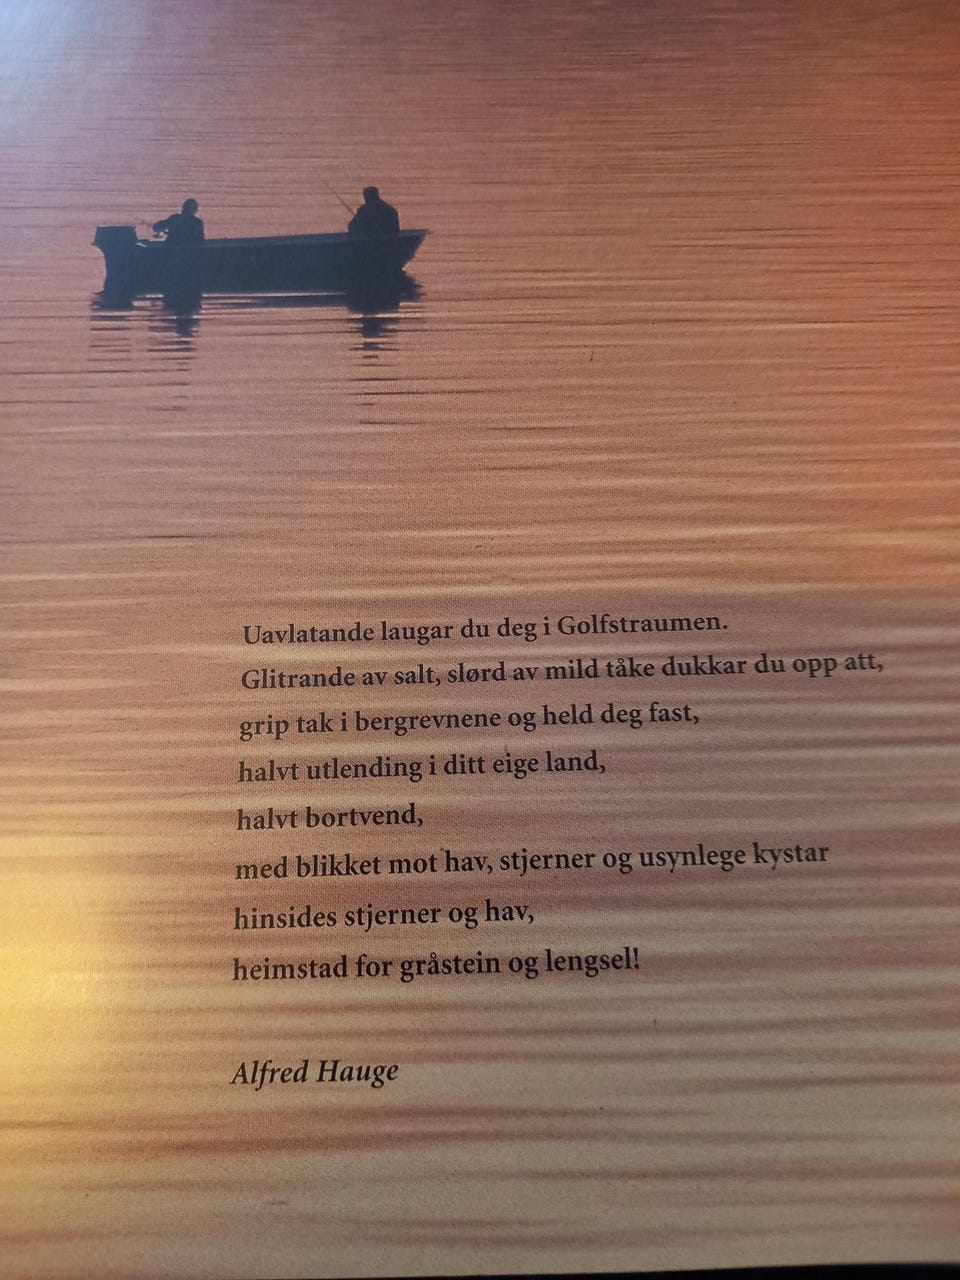 Uavlatande laugar du deg i Golfstraumen.
Glitrande av salt, slørd av mild tåke dukkar du opp att,
grip tak i bergrevnene og held deg fast,
halvt utlending i ditt eige land,
halvt bortvend,
med blikket mot hav, stjerner og usynlege kystar
hinsides stjerner og hav,
heimstad for gråstein og lengsel!
Alfred Hauge